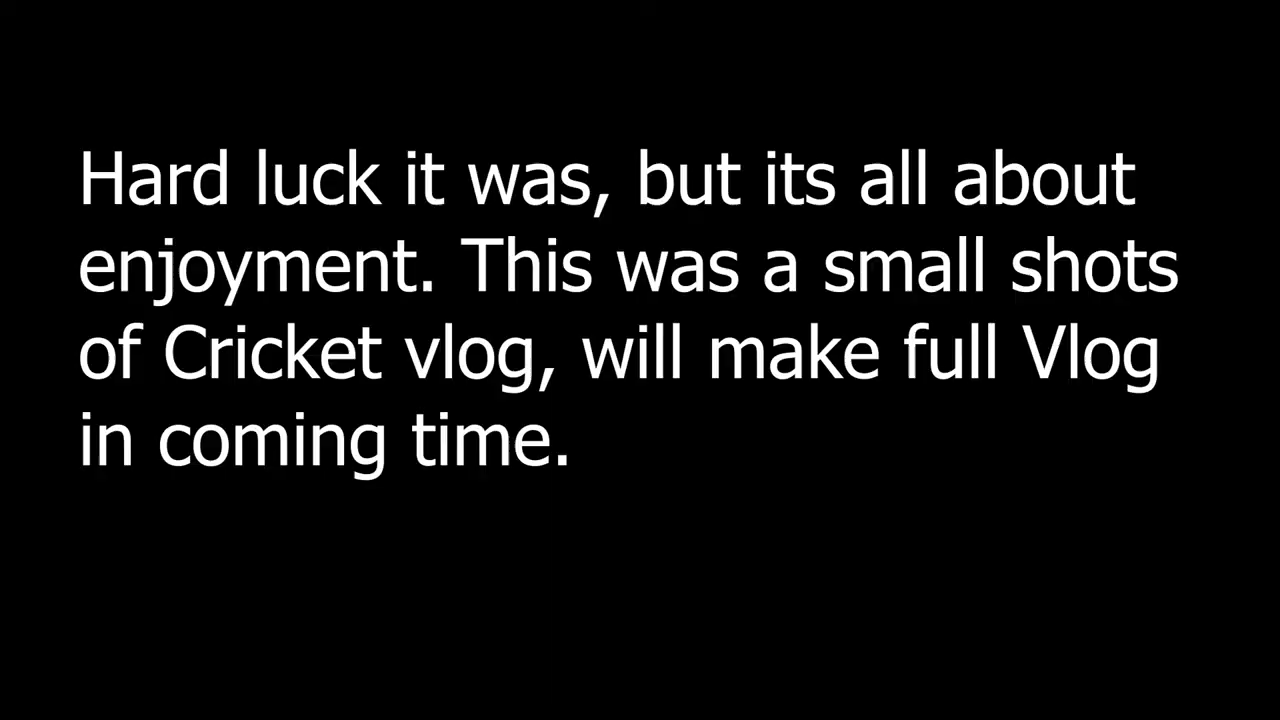 Hard luck it was, but its all about
enjoyment. This was a small shots
of Cricket vlog, will make full Vlog
in coming time.